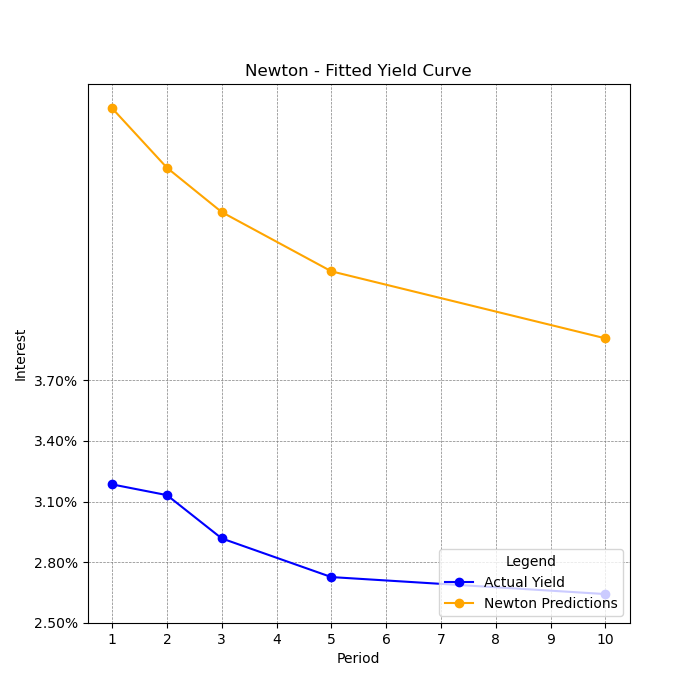 Newton - Fitted Yield Curve
Interest
3.70%
3.40%
3.10%
2.80%
2.50%
Legend
Actual Yield
Newton Predictions
1 2 3 4 5 6 7 8 9 10
Period